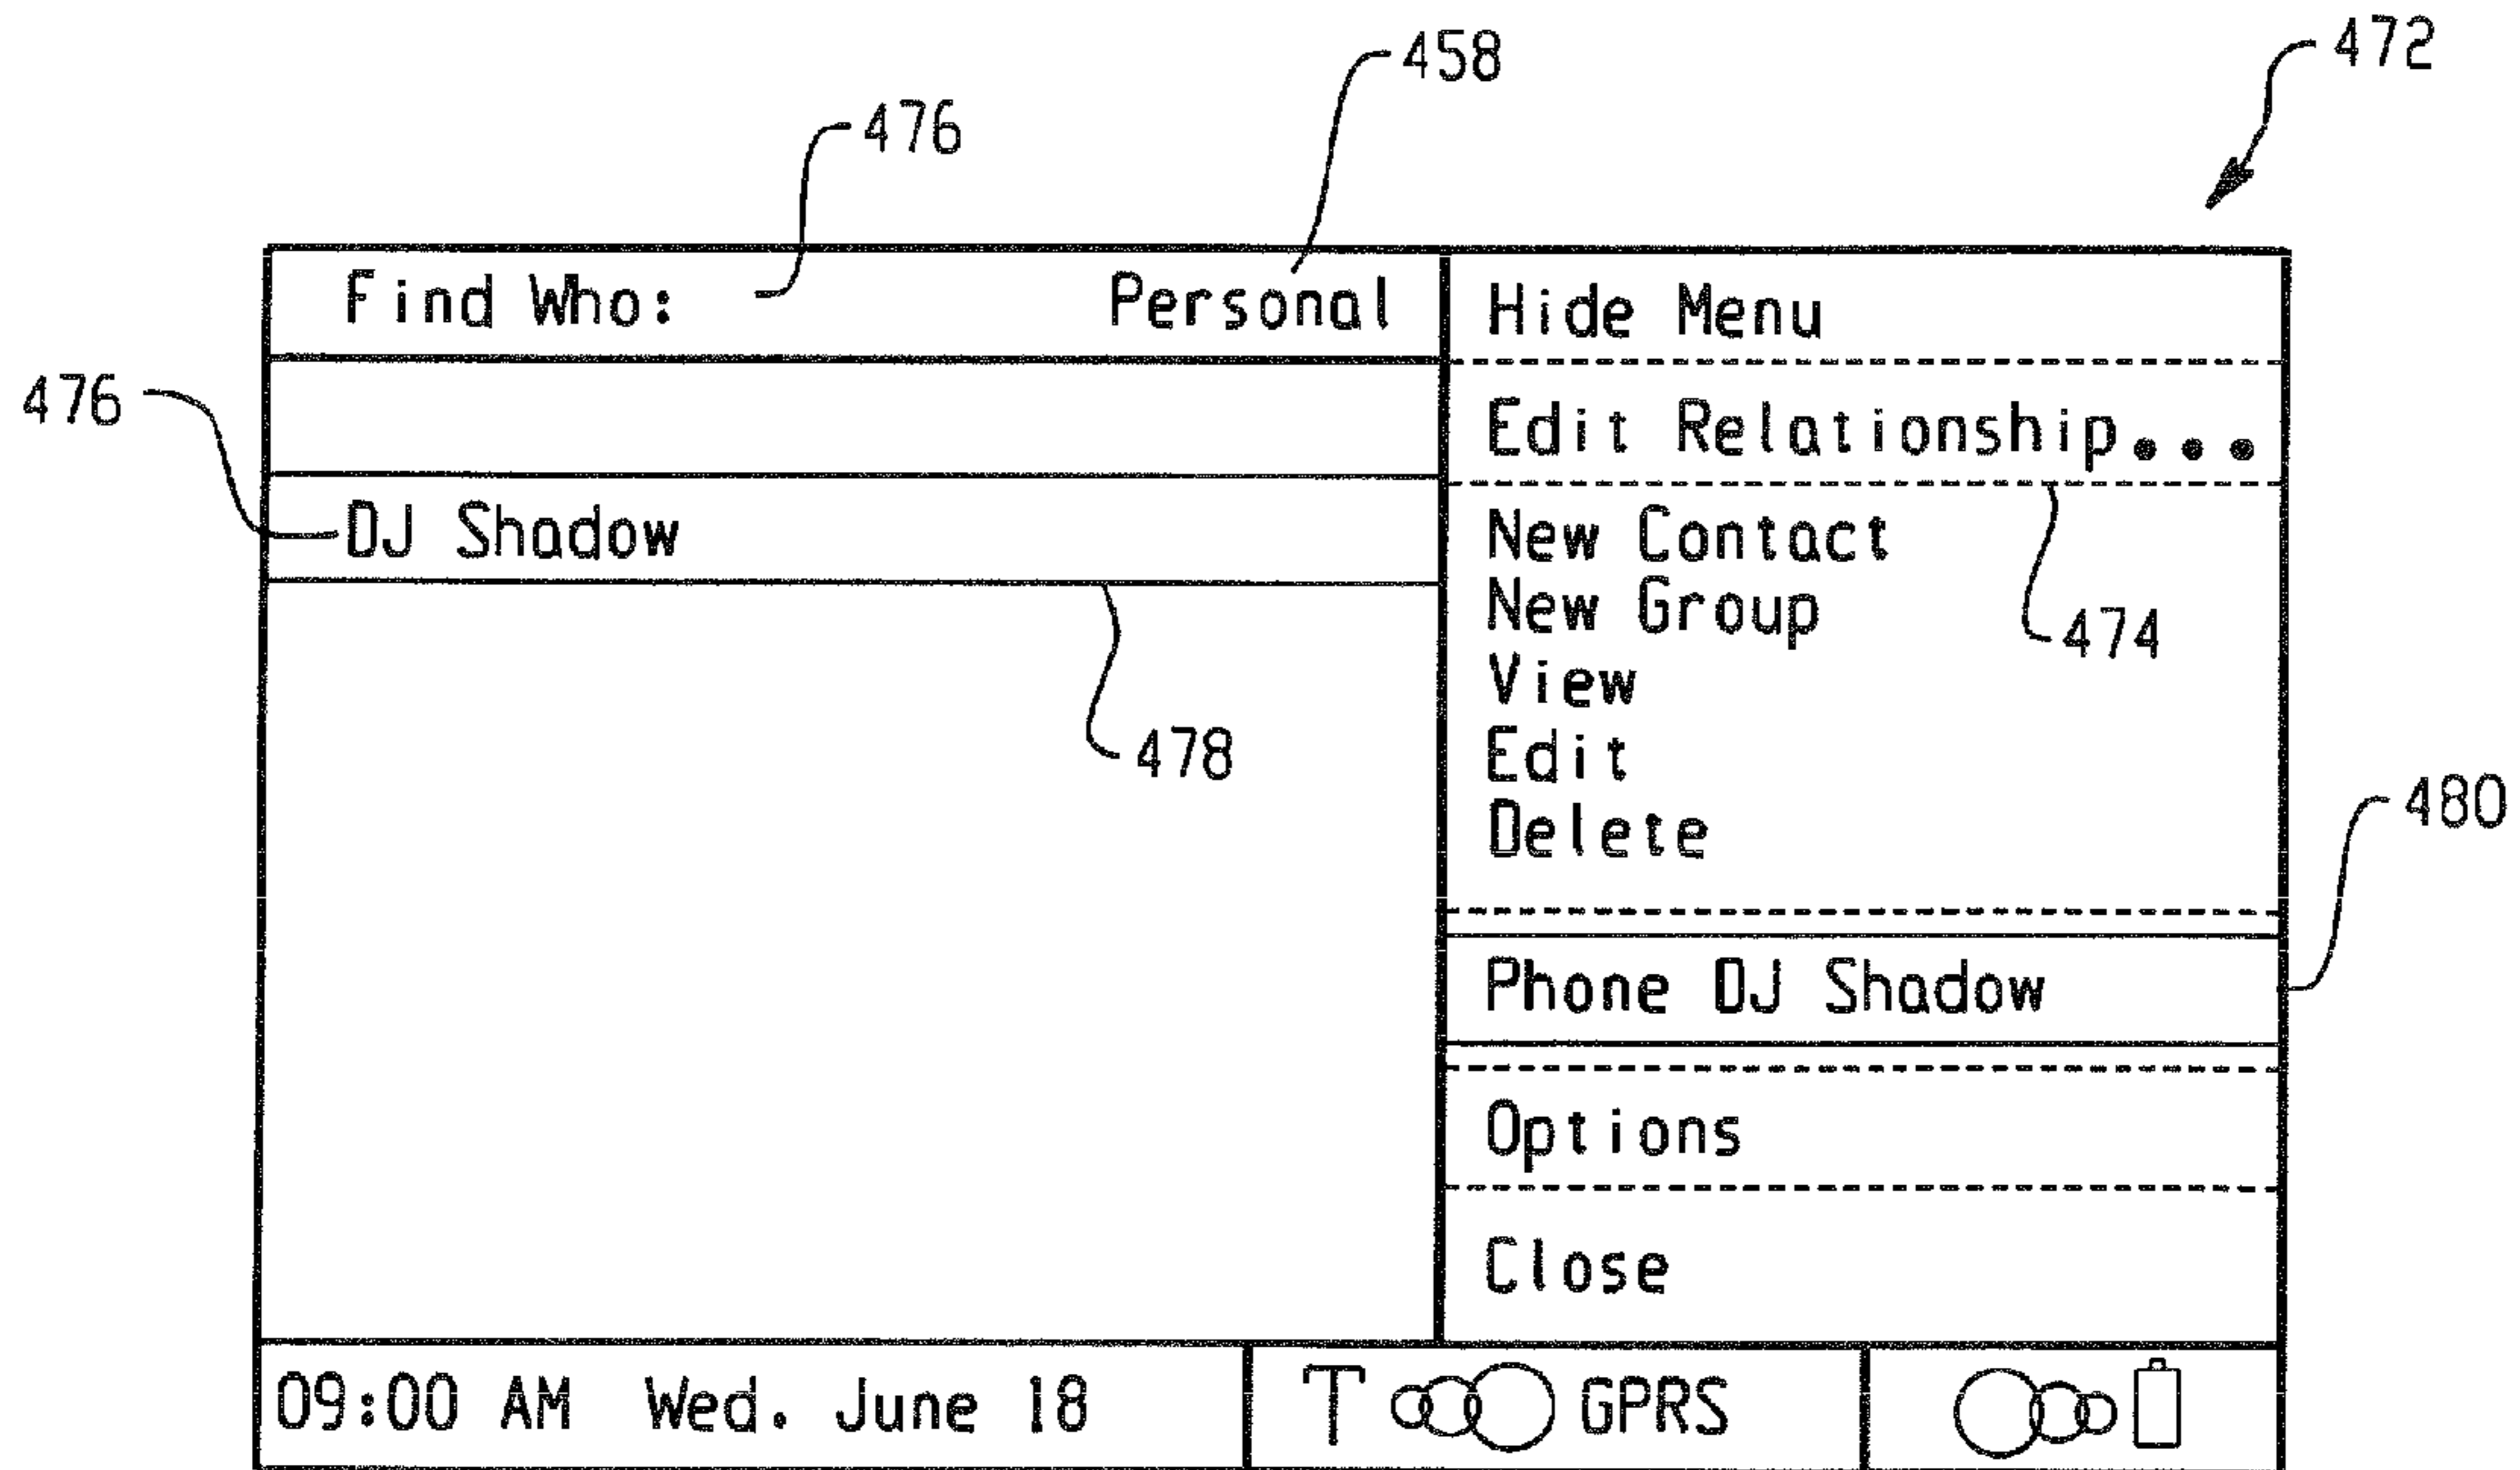 472
458
476
Find Who: Personal
476
DJ Shadow
478
Hide Menu
Edit Relationship...
New Contact
New Group
474
View
Edit
Delete
480
Phone DJ Shadow
Options
Close
09:00 AM Wed. June 18
T GPRS